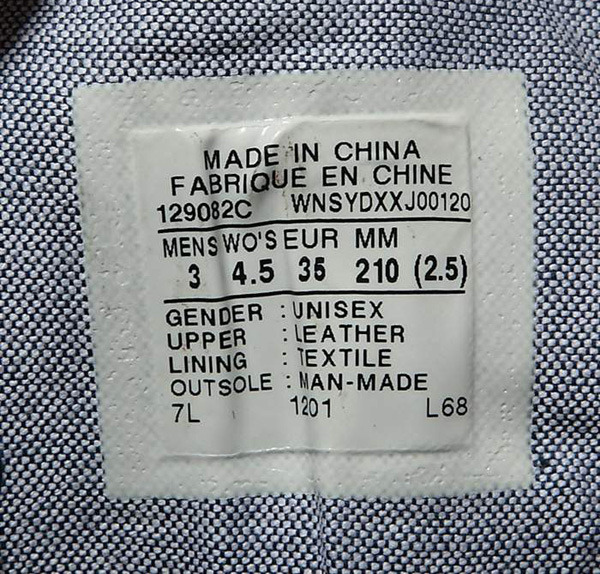 MADE IN CHINA
FABRIQUE EN CHINE
129082C WNSYDXXJ00120
MENS WO'S EUR MM
3 4.5 35 210 (2.5)
GENDER : UNISEX
UPPER : LEATHER
LINING : TEXTILE
OUTSOLE : MAN-MADE
7L 1201 L68